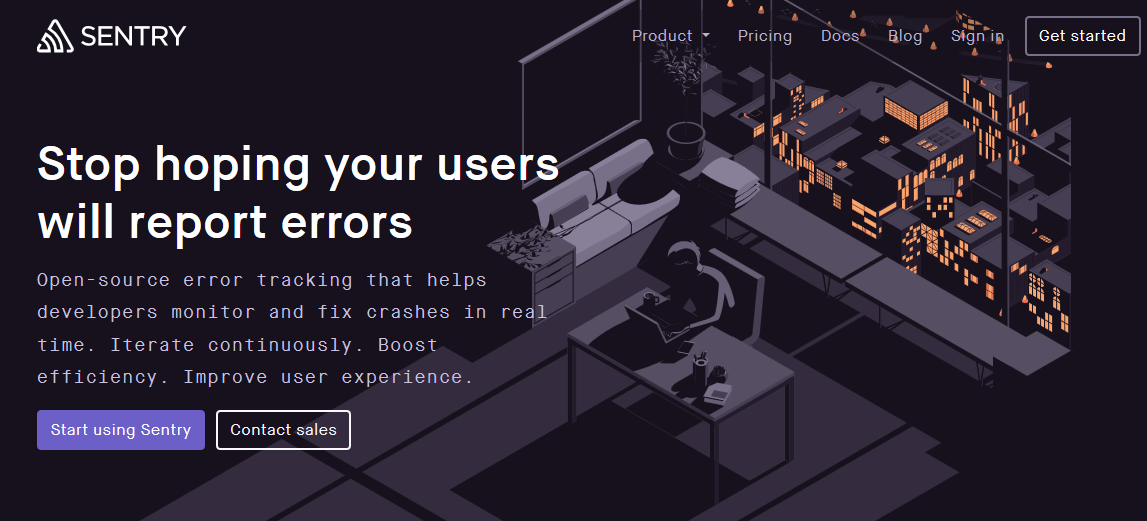 SENTRY
Product Pricing Docs Blog Sign in Get started
Stop hoping your users
will report errors
Open-source error tracking that helps
developers monitor and fix crashes in real
time. Iterate continuously. Boost
efficiency. Improve user experience.
Start using Sentry Contact sales